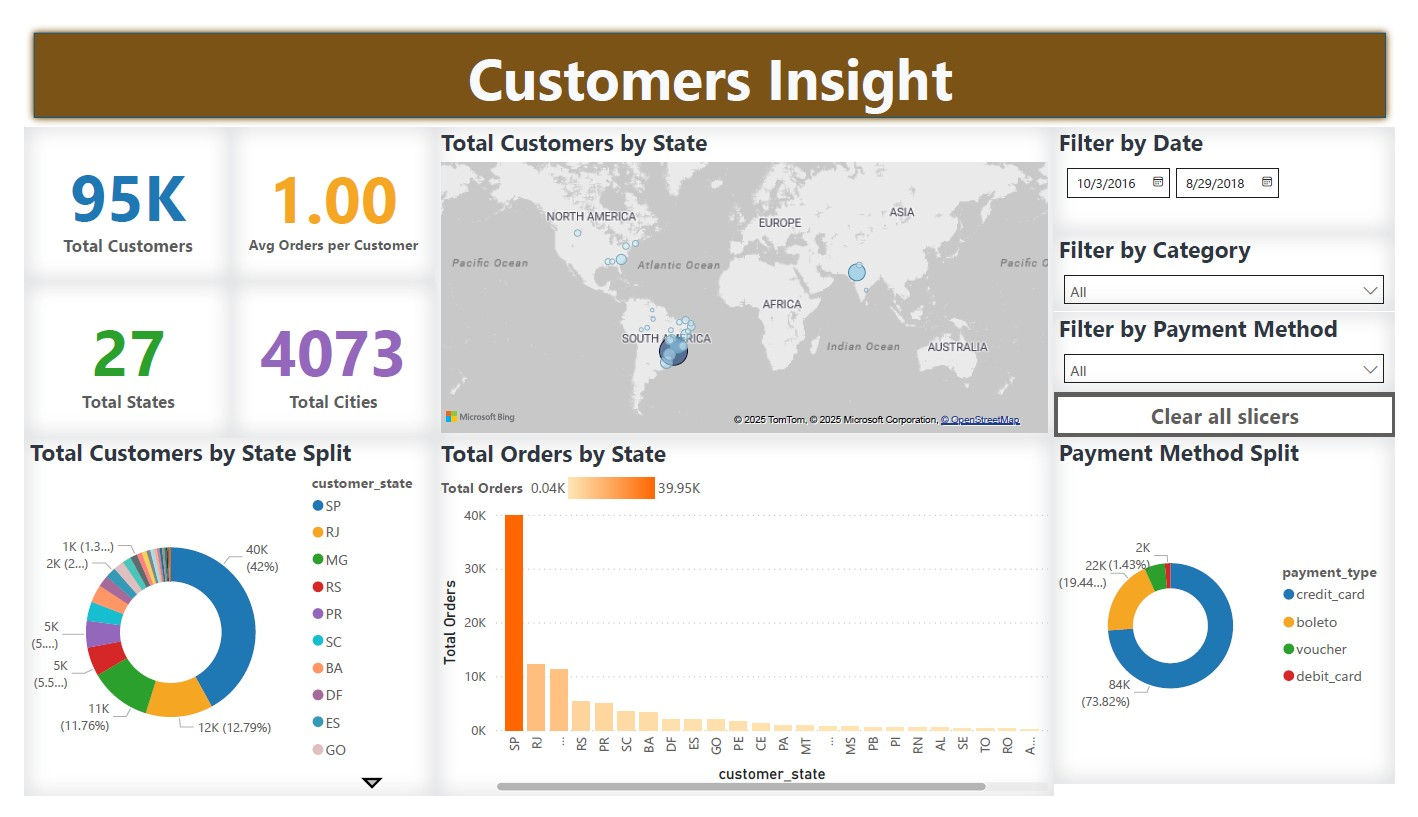 Customers Insight
95K
Total Customers
1.00
Avg Orders per Customer
27
Total States
4073
Total Cities
Total Customers by State
NORTH AMERICA
EUROPE
ASIA
Pacific Ocean
Atlantic Ocean
Pacific O
AFRICA
SOUTH AMERICA
Indian Ocean
AUSTRALIA
Microsoft Bing
© 2025 TomTom, © 2025 Microsoft Corporation, © OpenStreetMap
Filter by Date
10/3/2016
8/29/2018
Filter by Category
All
Filter by Payment Method
All
Clear all slicers
Total Customers by State Split
customer_state
SP
RJ
MG
RS
PR
SC
BA
DF
ES
GO
1K (1.3...)
2K (2...)
40K
(42%)
5K
(5....)
5K
(5.5...)
11K
(11.76%)
12K (12.79%)
Total Orders by State
Total Orders 0.04K 39.95K
Total Orders
40K
30K
20K
10K
0K
SP RJ ... RS PR SC BA DF ES GO PE CE PA MT ... MS PB PI RN AL SE TO RO A...
customer_state
Payment Method Split
2K
(1.43%)
22K
(19.44...)
84K
(73.82%)
payment_type
credit_card
boleto
voucher
debit_card